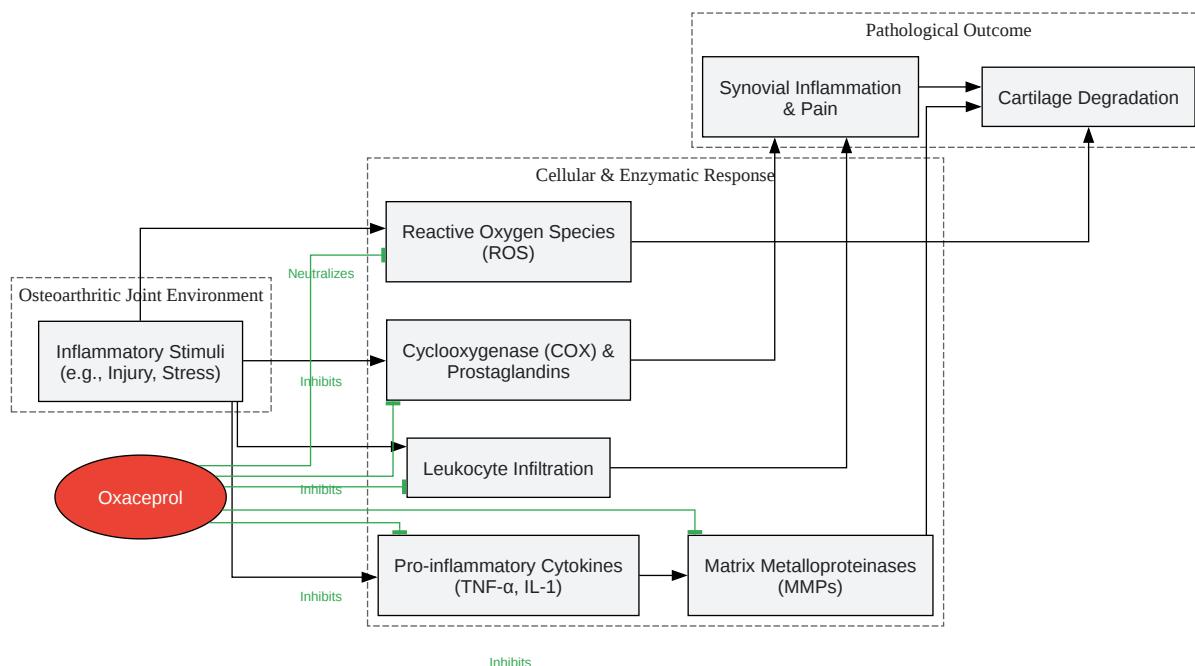 Pathological Outcome
Synovial Inflammation
& Pain
Cartilage Degradation
Cellular & Enzymatic Response
Reactive Oxygen Species
(ROS)
Neutralizes
Osteoarthritic Joint Environment
Inflammatory Stimuli
(e.g., Injury, Stress)
Cyclooxygenase (COX) &
Prostaglandins
Inhibits
Leukocyte Infiltration
Oxaceprol
Inhibits
Pro-inflammatory Cytokines
(TNF-α, IL-1)
Matrix Metalloproteinases
(MMPs)
Inhibits
Inhibits